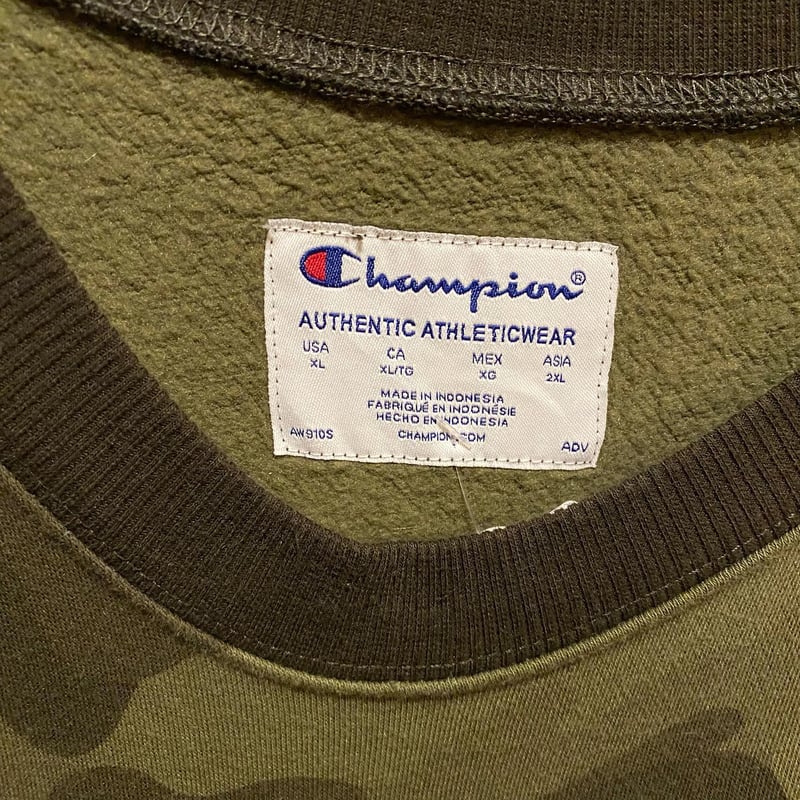 Champion®
AUTHENTIC ATHLETICWEAR
USA CA MEX ASIA
XL XL/TG XG 2XL
MADE IN INDONESIA
FABRIQUÉ EN INDONÉSIE
HECHO EN INDONESIA
AW910S CHAMPION.COM ADV